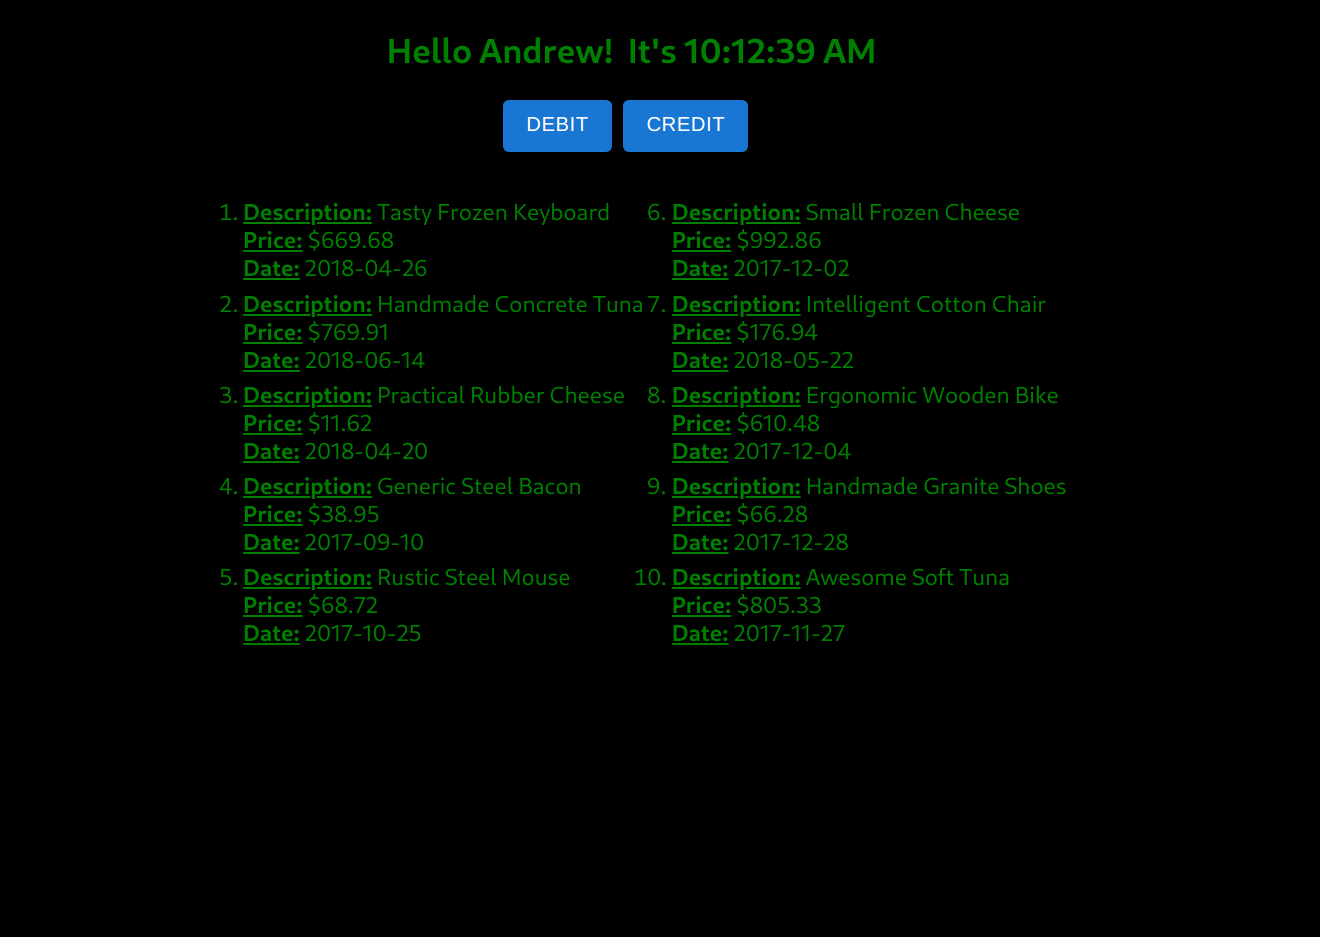 Hello Andrew!  It's 10:12:39 AM
DEBIT
CREDIT
1. Description: Tasty Frozen Keyboard
Price: $669.68
Date: 2018-04-26
2. Description: Handmade Concrete Tuna
Price: $769.91
Date: 2018-06-14
3. Description: Practical Rubber Cheese
Price: $11.62
Date: 2018-04-20
4. Description: Generic Steel Bacon
Price: $38.95
Date: 2017-09-10
5. Description: Rustic Steel Mouse
Price: $68.72
Date: 2017-10-25
6. Description: Small Frozen Cheese
Price: $992.86
Date: 2017-12-02
7. Description: Intelligent Cotton Chair
Price: $176.94
Date: 2018-05-22
8. Description: Ergonomic Wooden Bike
Price: $610.48
Date: 2017-12-04
9. Description: Handmade Granite Shoes
Price: $66.28
Date: 2017-12-28
10. Description: Awesome Soft Tuna
Price: $805.33
Date: 2017-11-27